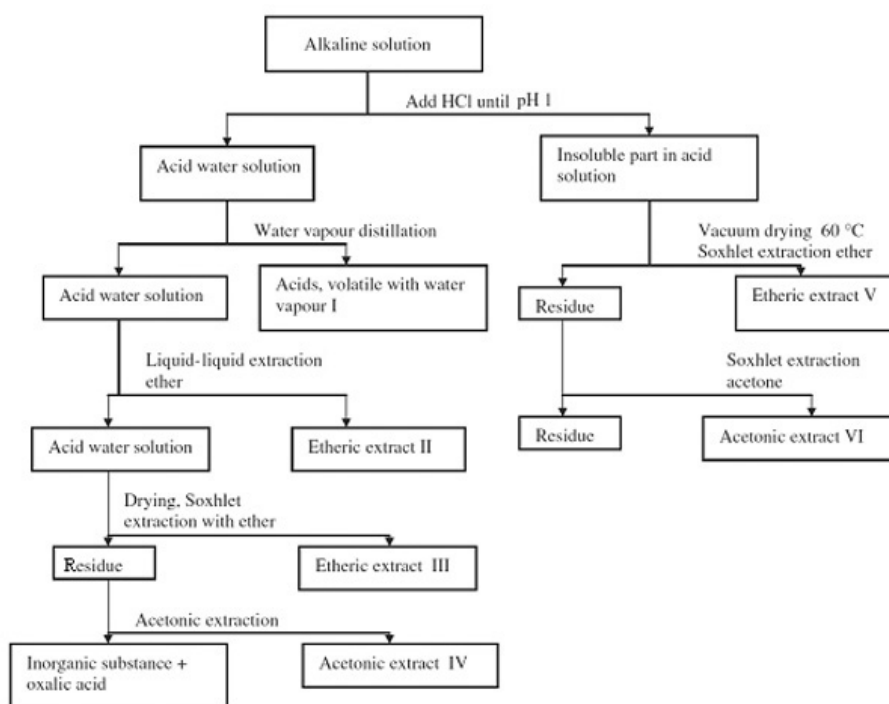 Alkaline solution
Add HCl until pH 1
Acid water solution
Insoluble part in acid
solution
Water vapour distillation
Vacuum drying 60 °C
Soxhlet extraction ether
Acid water solution
Acids, volatile with water
vapour I
Residue
Etheric extract V
Liquid-liquid extraction
ether
Soxhlet extraction
acetone
Acid water solution
Etheric extract II
Residue
Acetonic extract VI
Drying, Soxhlet
extraction with ether
Residue
Etheric extract III
Acetonic extraction
Inorganic substance +
oxalic acid
Acetonic extract IV